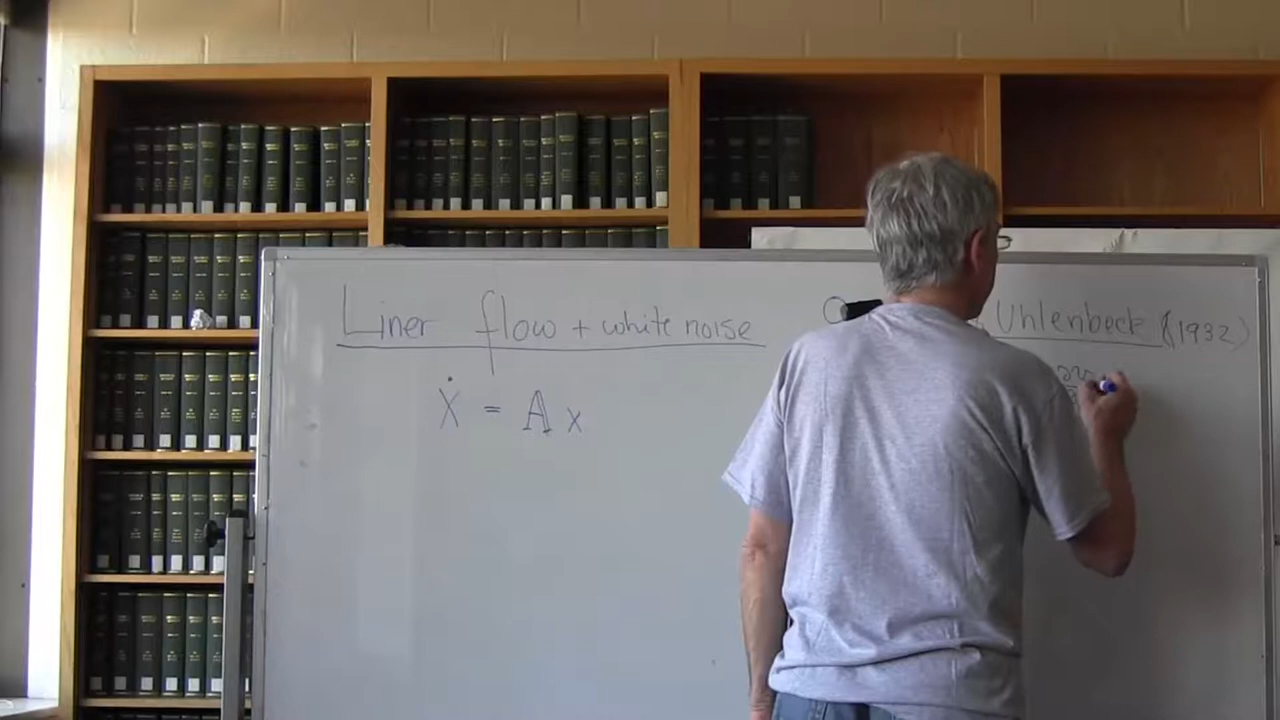 Liner flow + white noise
Uhlenbeck (1932)
ẋ = A x